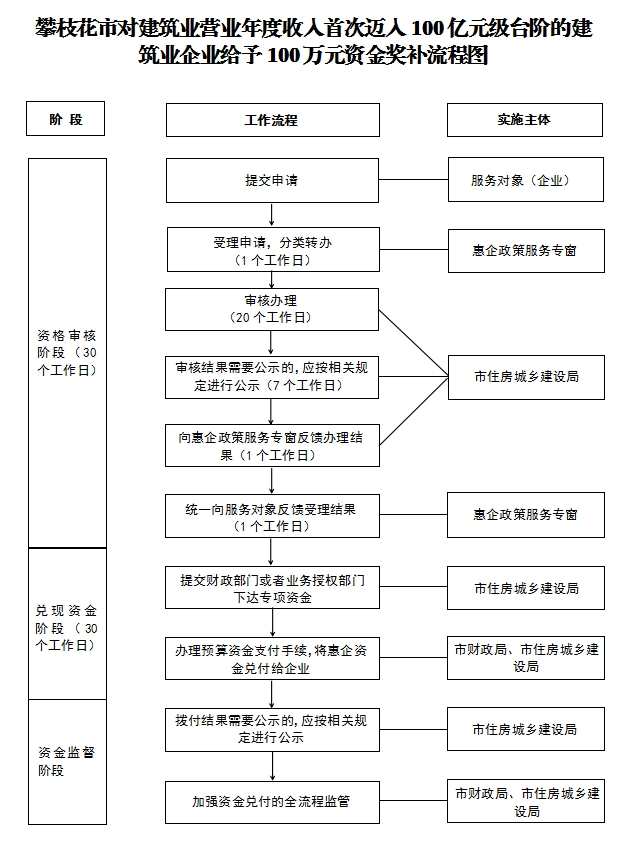 攀枝花市对建筑业营业年度收入首次迈入100亿元级台阶的建
筑业企业给予100万元资金奖补流程图
阶 段
工作流程
实施主体
资格审核
阶段（30
个工作日）
提交申请
服务对象（企业）
受理申请，分类转办
（1个工作日）
惠企政策服务专窗
审核办理
（20个工作日）
审核结果需要公示的,应按相关规
定进行公示（7个工作日）
向惠企政策服务专窗反馈办理结
果（1个工作日）
市住房城乡建设局
统一向服务对象反馈受理结果
（1个工作日）
惠企政策服务专窗
兑现资金
阶段（30
个工作日）
提交财政部门或者业务授权部门
下达专项资金
市住房城乡建设局
办理预算资金支付手续,将惠企资
金兑付给企业
市财政局、市住房城乡建
设局
资金监督
阶段
拨付结果需要公示的,应按相关规
定进行公示
市住房城乡建设局
加强资金兑付的全流程监管
市财政局、市住房城乡建
设局